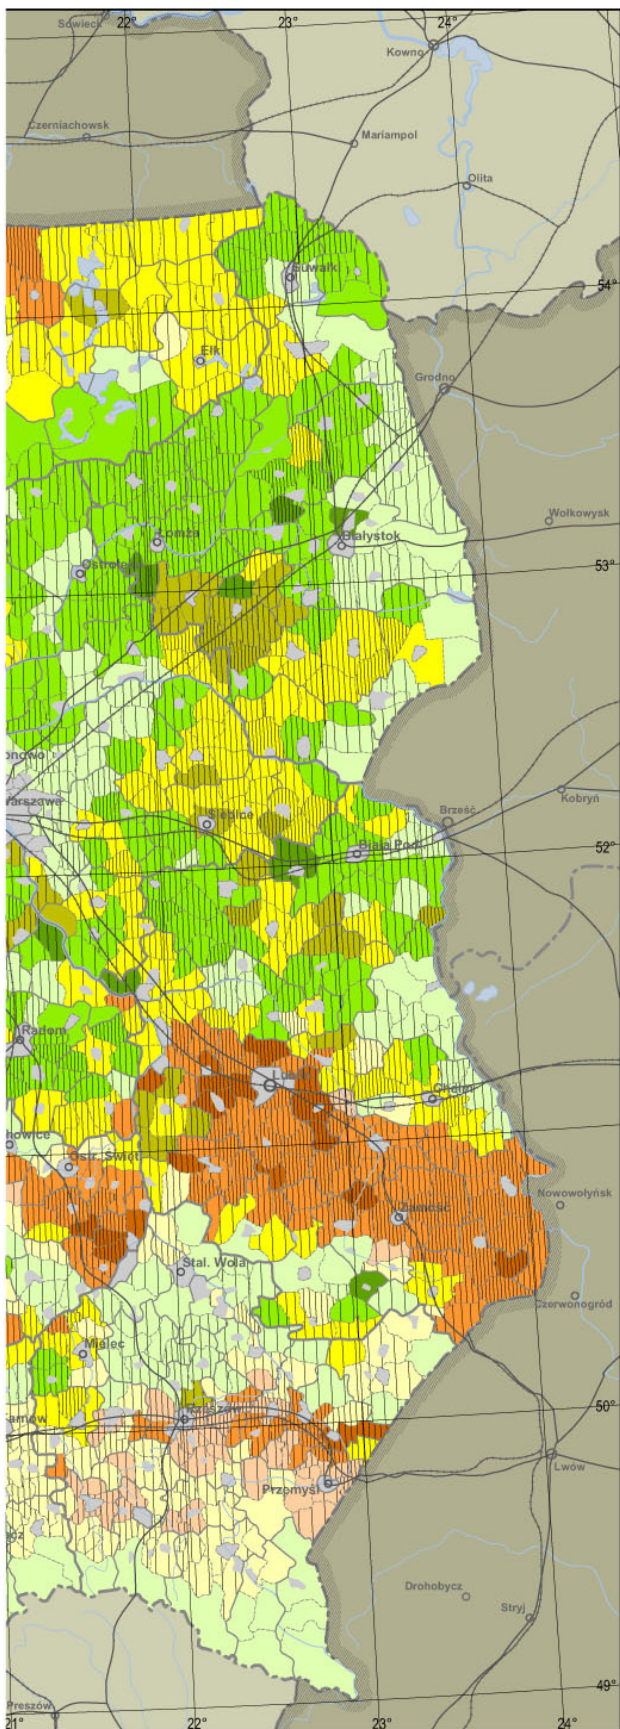 22°
23°
24°
Sowieck
Kowno
Czerniachowsk
Mariampol
Olita
Suwałki
54°
Ełk
Grodno
Wołkowysk
Łomża
Białystok
53°
Warszawa
Siedlce
Brześć
Kobryń
Biała Podl.
52°
Radom
Chełm
Ostr. Święt.
Nowowołyńsk
Zamość
Stal. Wola
Czerwonogród
Mielec
50°
Rzeszów
Lwów
Przemyśl
Drohobycz
Stryj
49°
Preszów
21°
22°
23°
24°